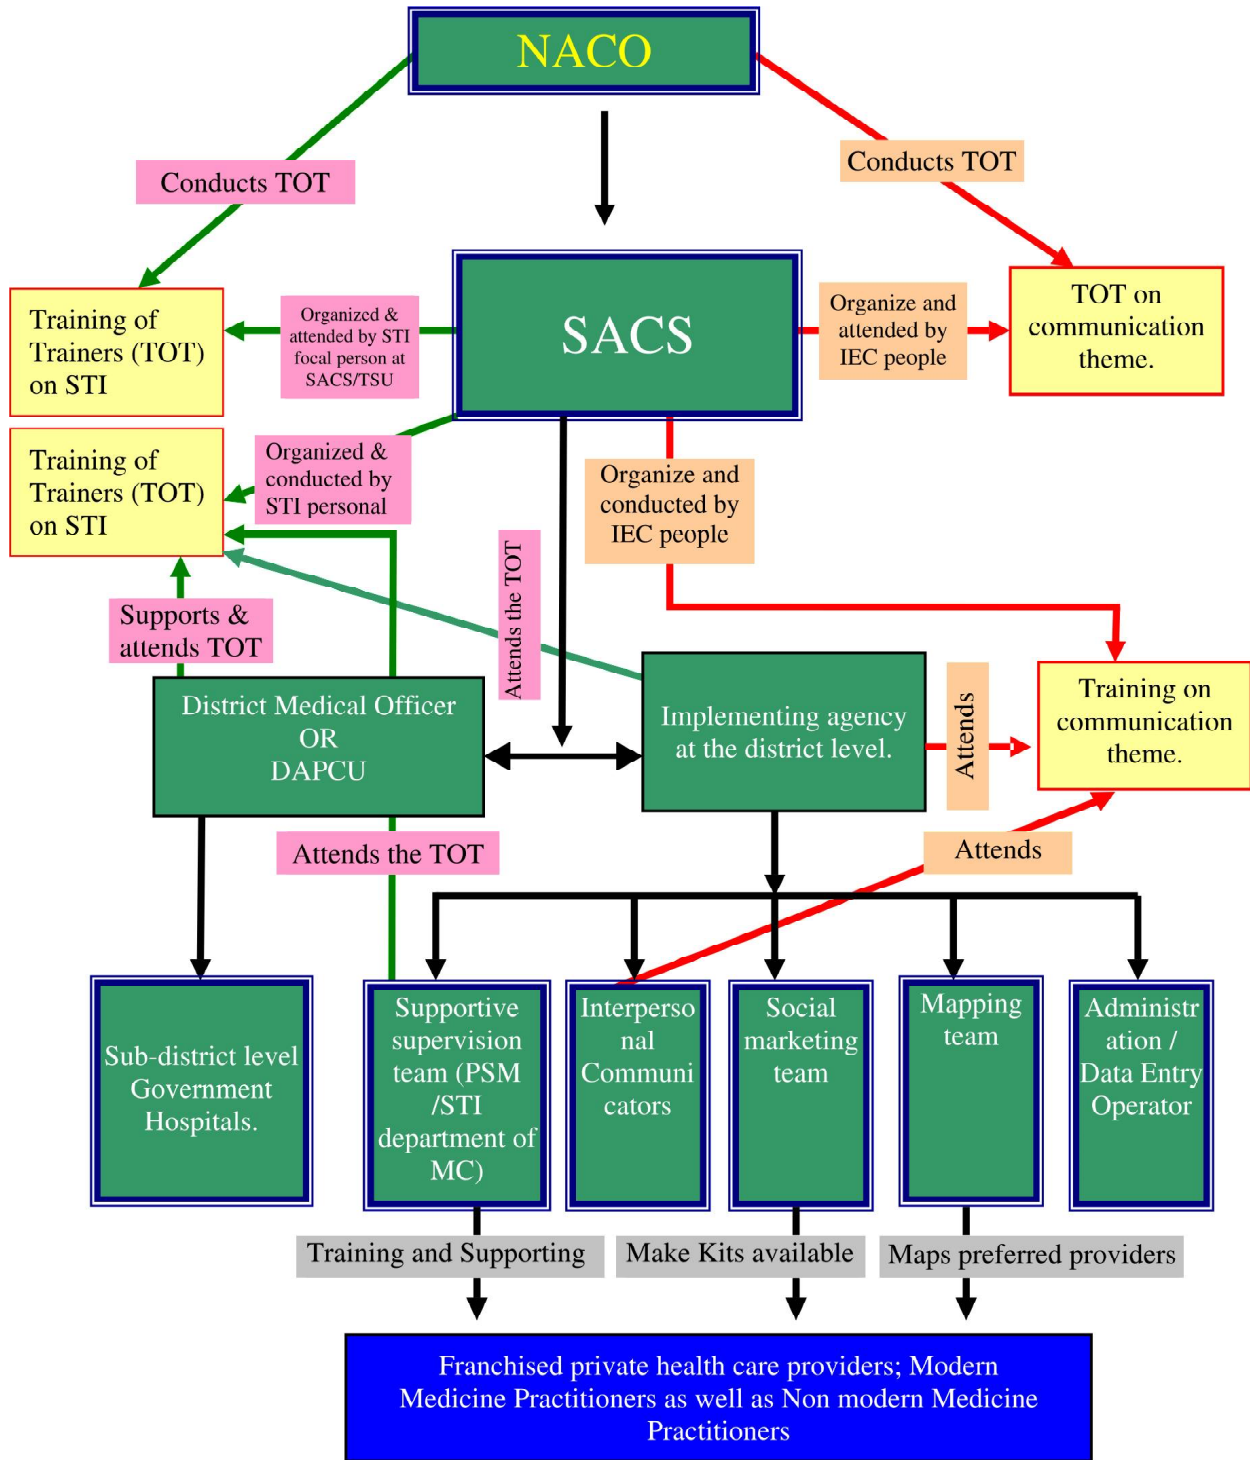 NACO
Conducts TOT
Conducts TOT
Training of
Trainers (TOT)
on STI
Organized &
attended by STI
focal person at
SACS/TSU
SACS
Organize and
attended by
IEC people
TOT on
communication
theme.
Training of
Trainers (TOT)
on STI
Organized &
conducted by
STI personal
Organize and
conducted by
IEC people
Attends the TOT
Supports &
attends TOT
District Medical Officer
OR
DAPCU
Implementing agency
at the district level.
Attends
Training on
communication
theme.
Attends the TOT
Attends
Sub-district level
Government
Hospitals.
Supportive
supervision
team (PSM
/STI
department of
MC)
Interperso
nal
Communi
cators
Social
marketing
team
Mapping
team
Administr
ation /
Data Entry
Operator
Training and Supporting
Make Kits available
Maps preferred providers
Franchised private health care providers; Modern
Medicine Practitioners as well as Non modern Medicine
Practitioners